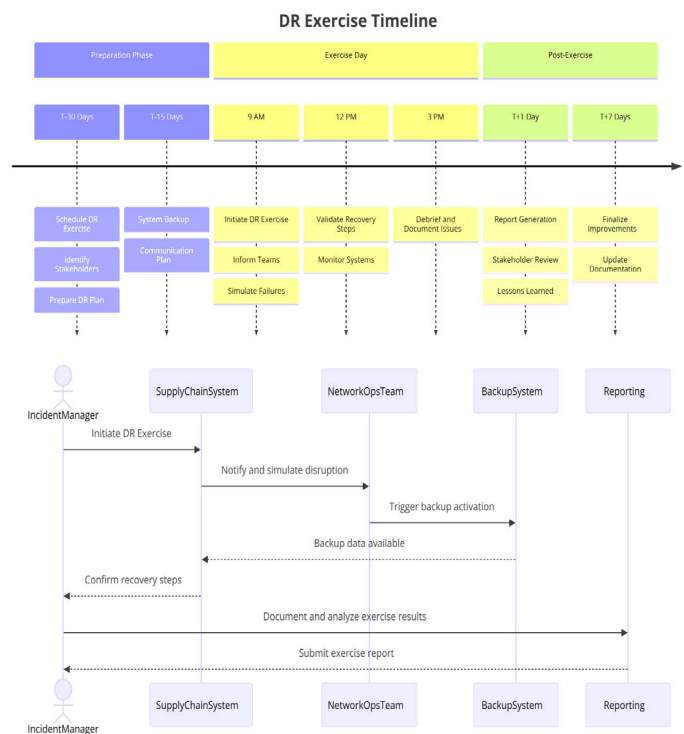 DR Exercise Timeline
Preparation Phase
Exercise Day
Post-Exercise
T-30 Days
T-15 Days
9 AM
12 PM
3 PM
T+1 Day
T+7 Days
Schedule DR
Exercise
Identify
Stakeholders
Prepare DR Plan
System Backup
Communication
Plan
Initiate DR Exercise
Inform Teams
Simulate Failures
Validate Recovery
Steps
Monitor Systems
Debrief and
Document Issues
Report Generation
Stakeholder Review
Lessons Learned
Finalize
Improvements
Update
Documentation
IncidentManager
SupplyChainSystem
NetworkOpsTeam
BackupSystem
Reporting
Initiate DR Exercise
Notify and simulate disruption
Trigger backup activation
Backup data available
Confirm recovery steps
Document and analyze exercise results
Submit exercise report
IncidentManager
SupplyChainSystem
NetworkOpsTeam
BackupSystem
Reporting